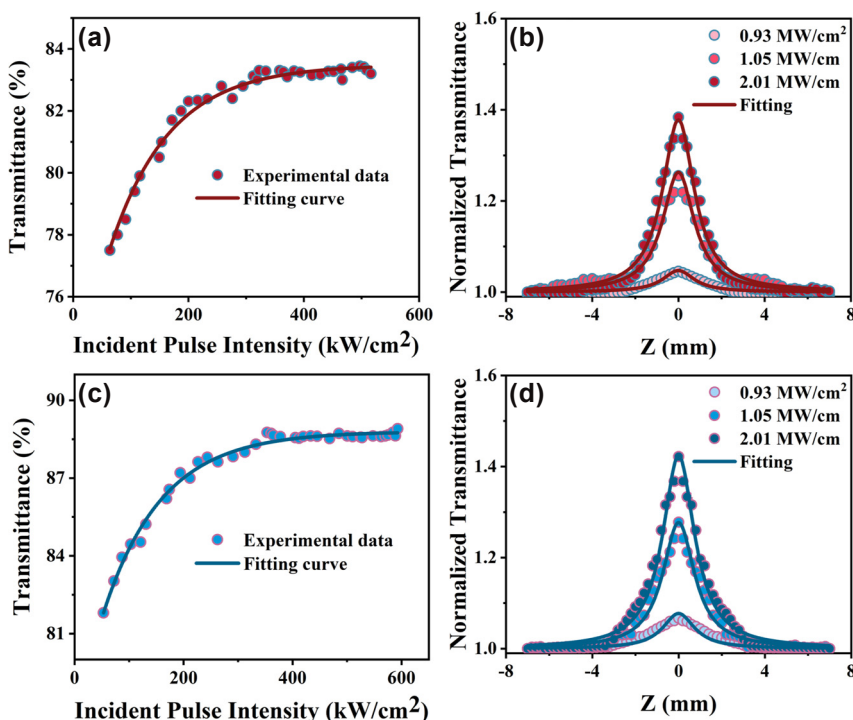 (a)
84
82
80
78
76
Transmittance (%)
Experimental data
Fitting curve
0 200 400 600
Incident Pulse Intensity (kW/cm²)
(b)
1.6
1.4
1.2
1.0
Normalized Transmittance
0.93 MW/cm²
1.05 MW/cm
2.01 MW/cm
Fitting
-8 -4 0 4 8
Z (mm)
(c)
90
87
84
81
Transmittance (%)
Experimental data
Fitting curve
0 100 200 300 400 500 600
Incident Pulse Intensity (kW/cm²)
(d)
1.6
1.4
1.2
1.0
Normalized Transmittance
0.93 MW/cm²
1.05 MW/cm
2.01 MW/cm
Fitting
-8 -4 0 4 8
Z (mm)